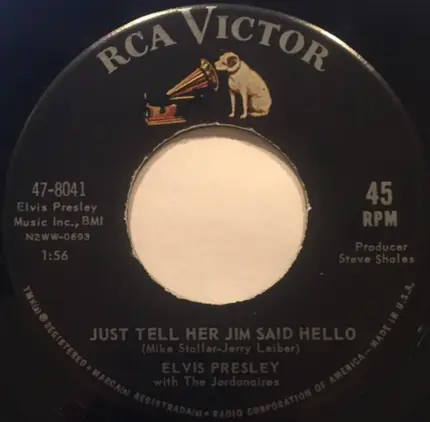 RCA VICTOR
47-8041
Elvis Presley
Music Inc., BMI
N2WW-0693
1:56
45
RPM
Producer
Steve Sholes
JUST TELL HER JIM SAID HELLO
(Mike Stoller-Jerry Leiber)
ELVIS PRESLEY
with The Jordanaires
TMK(s) ® REGISTERED • MARCA(s) REGISTRADA(s) • RADIO CORPORATION OF AMERICA—MADE IN U.S.A.